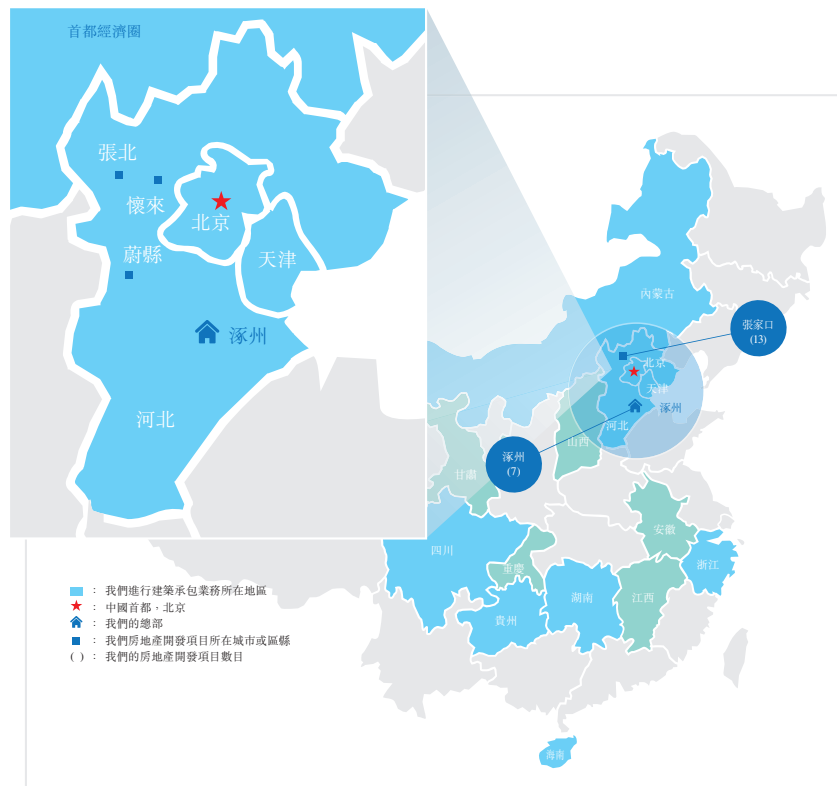 首都經濟圈
張北
懷來
北京
蔚縣
天津
涿州
河北
內蒙古
張家口
(13)
北京
天津
涿州
河北
山西
涿州
(7)
甘肅
安徽
四川
重慶
浙江
湖南
江西
貴州
海南
： 我們進行建築承包業務所在地區
： 中國首都，北京
： 我們的總部
： 我們房地產開發項目所在城市或區縣
( ) ： 我們的房地產開發項目數目